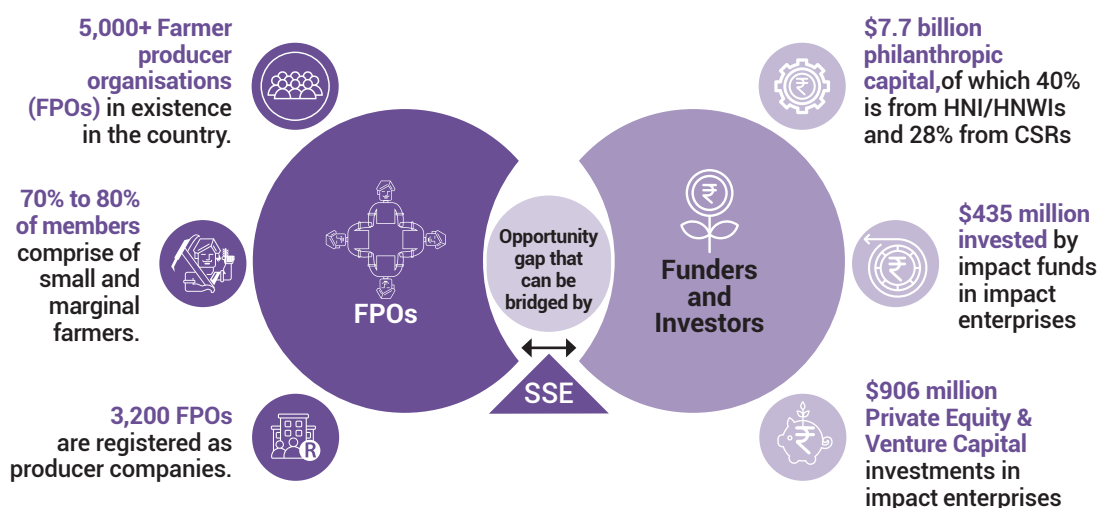 5,000+ Farmer
producer
organisations
(FPOs) in existence
in the country.
70% to 80%
of members
comprise of
small and
marginal
farmers.
3,200 FPOs
are registered as
producer companies.
R
FPOs
Opportunity
gap that
can be
bridged by
SSE
Funders
and
Investors
₹
$7.7 billion
philanthropic
capital,of which 40%
is from HNI/HNWIs
and 28% from CSRs
₹
$435 million
invested by
impact funds
in impact
enterprises
₹
$906 million
Private Equity &
Venture Capital
investments in
impact enterprises
₹